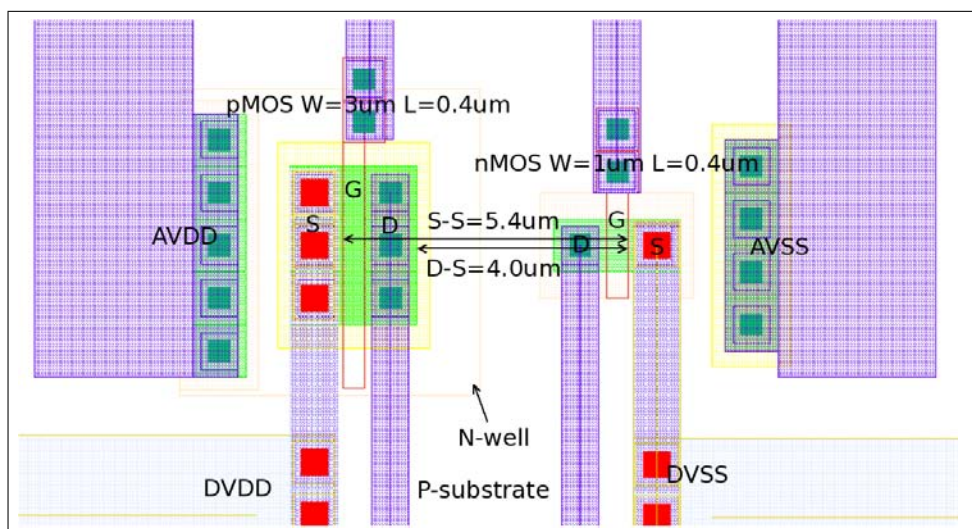 pMOS W=3um L=0.4um
nMOS W=1um L=0.4um
G
G
S
D
S-S=5.4um
D
S
AVDD
AVSS
D-S=4.0um
N-well
DVDD
P-substrate
DVSS